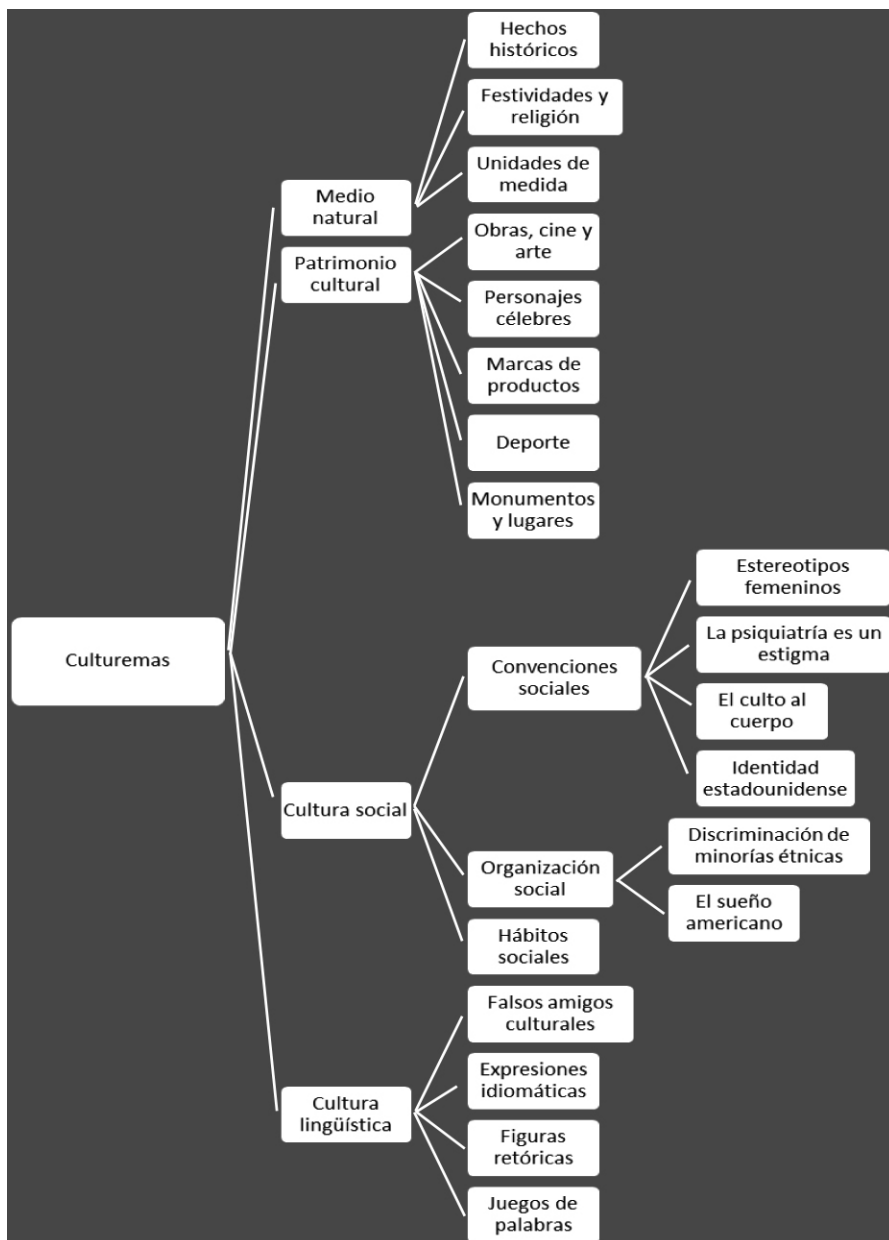 Hechos
históricos
Festividades y
religión
Unidades de
medida
Medio
natural
Obras, cine y
arte
Patrimonio
cultural
Personajes
célebres
Marcas de
productos
Deporte
Monumentos
y lugares
Culturemas
Estereotipos
femeninos
La psiquiatría es un
estigma
Convenciones
sociales
El culto al
cuerpo
Identidad
estadounidense
Cultura social
Discriminación de
minorías étnicas
Organización
social
El sueño
americano
Hábitos
sociales
Falsos amigos
culturales
Expresiones
idiomáticas
Cultura
lingüística
Figuras
retóricas
Juegos de
palabras